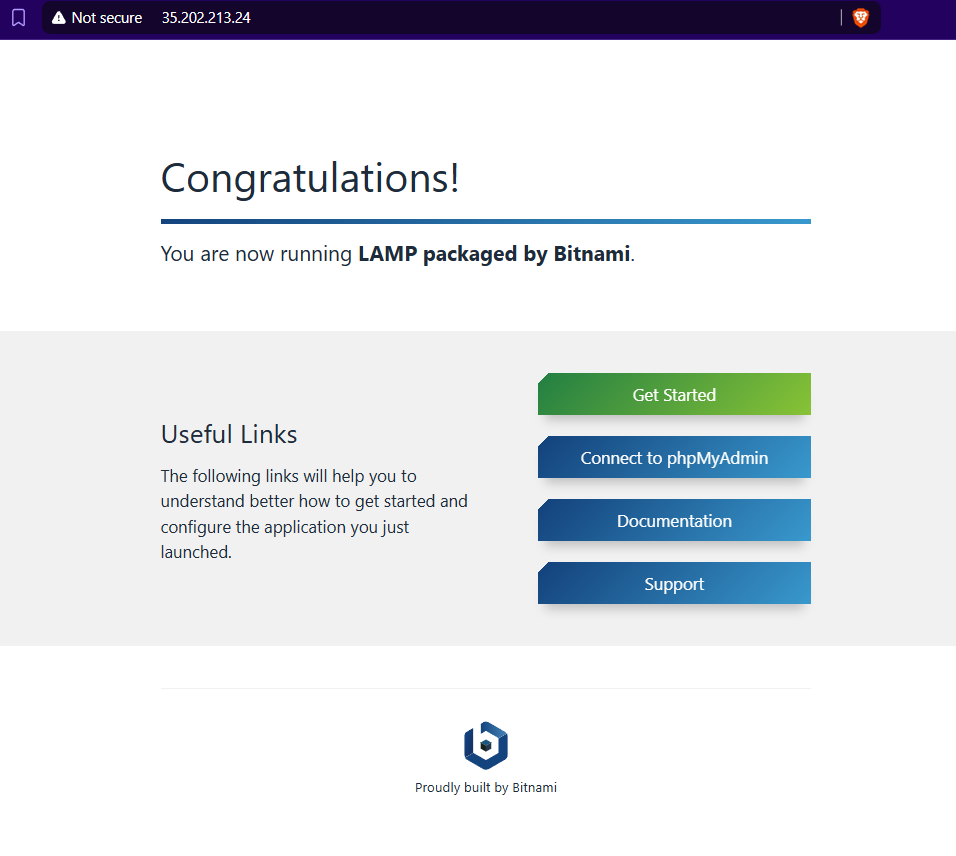 Not secure 35.202.213.24
Congratulations!
You are now running LAMP packaged by Bitnami.
Get Started
Connect to phpMyAdmin
Documentation
Support
Useful Links
The following links will help you to
understand better how to get started and
configure the application you just
launched.
Proudly built by Bitnami